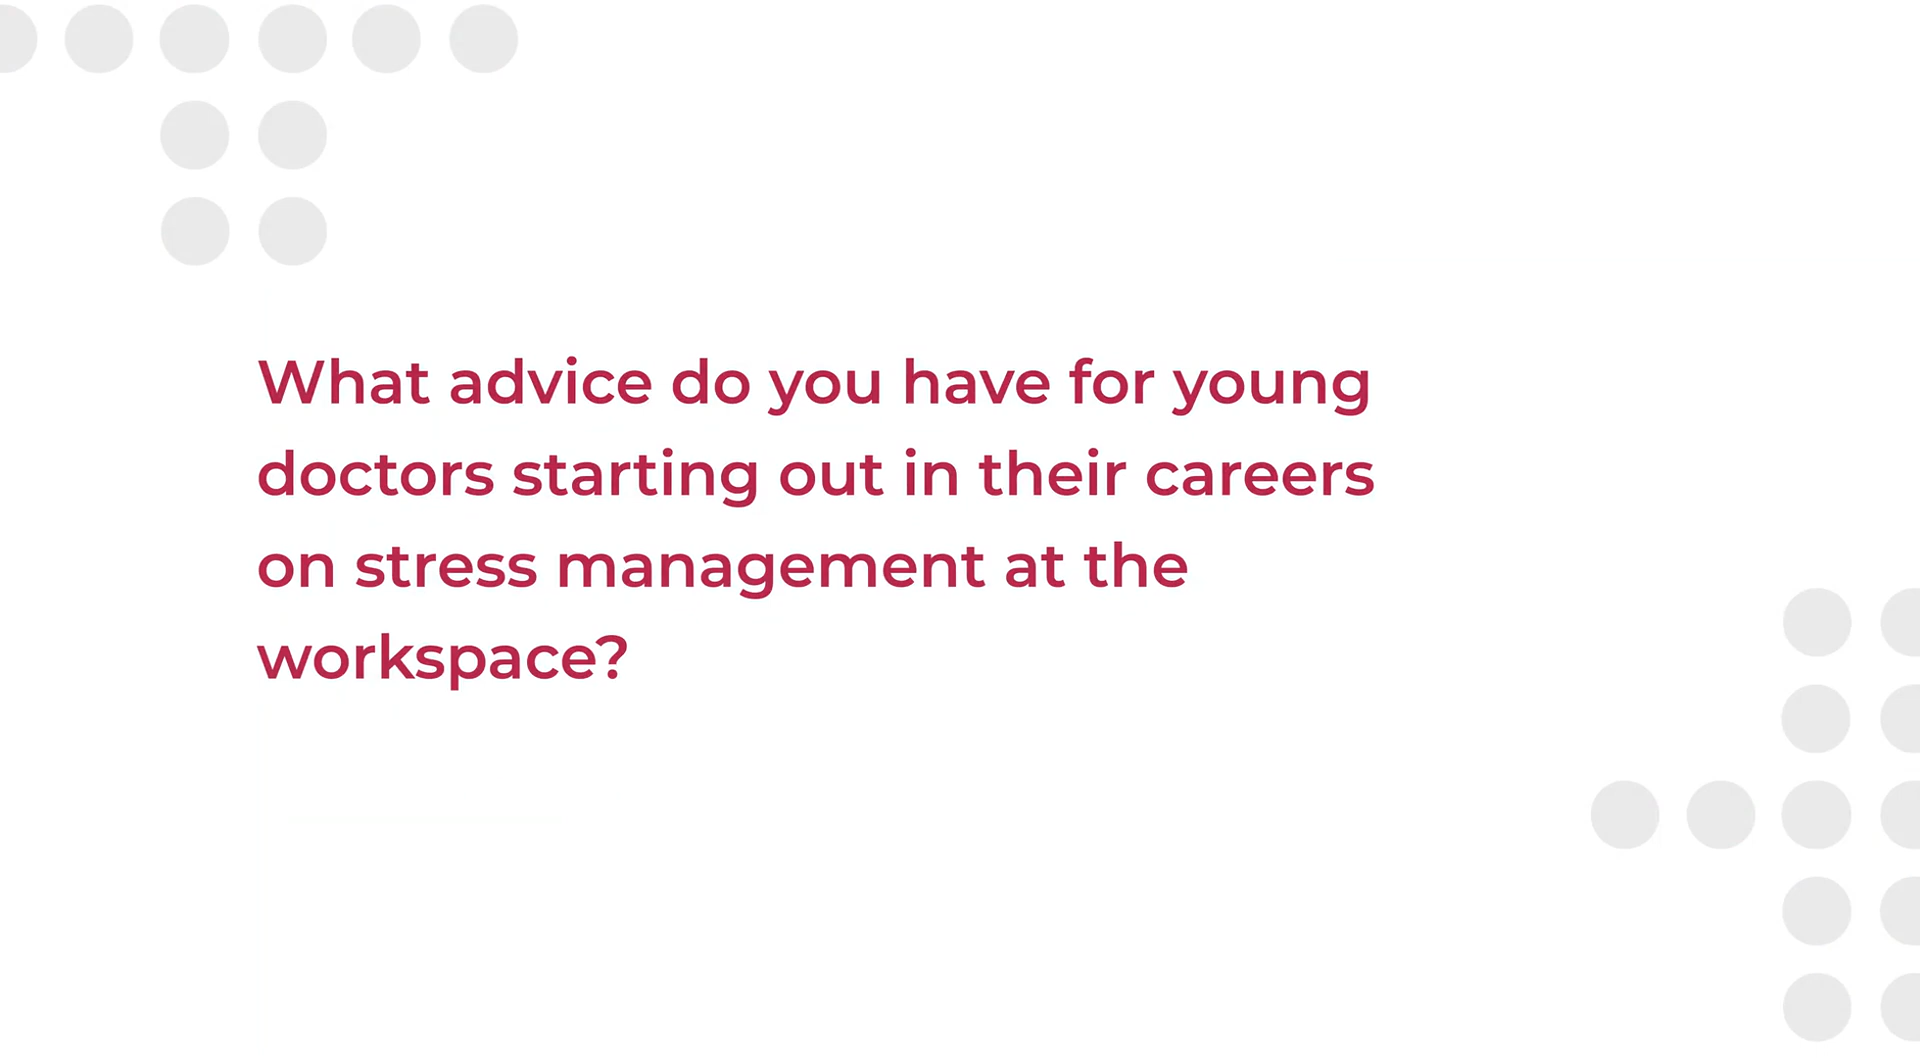 What advice do you have for young
doctors starting out in their careers
on stress management at the
workspace?